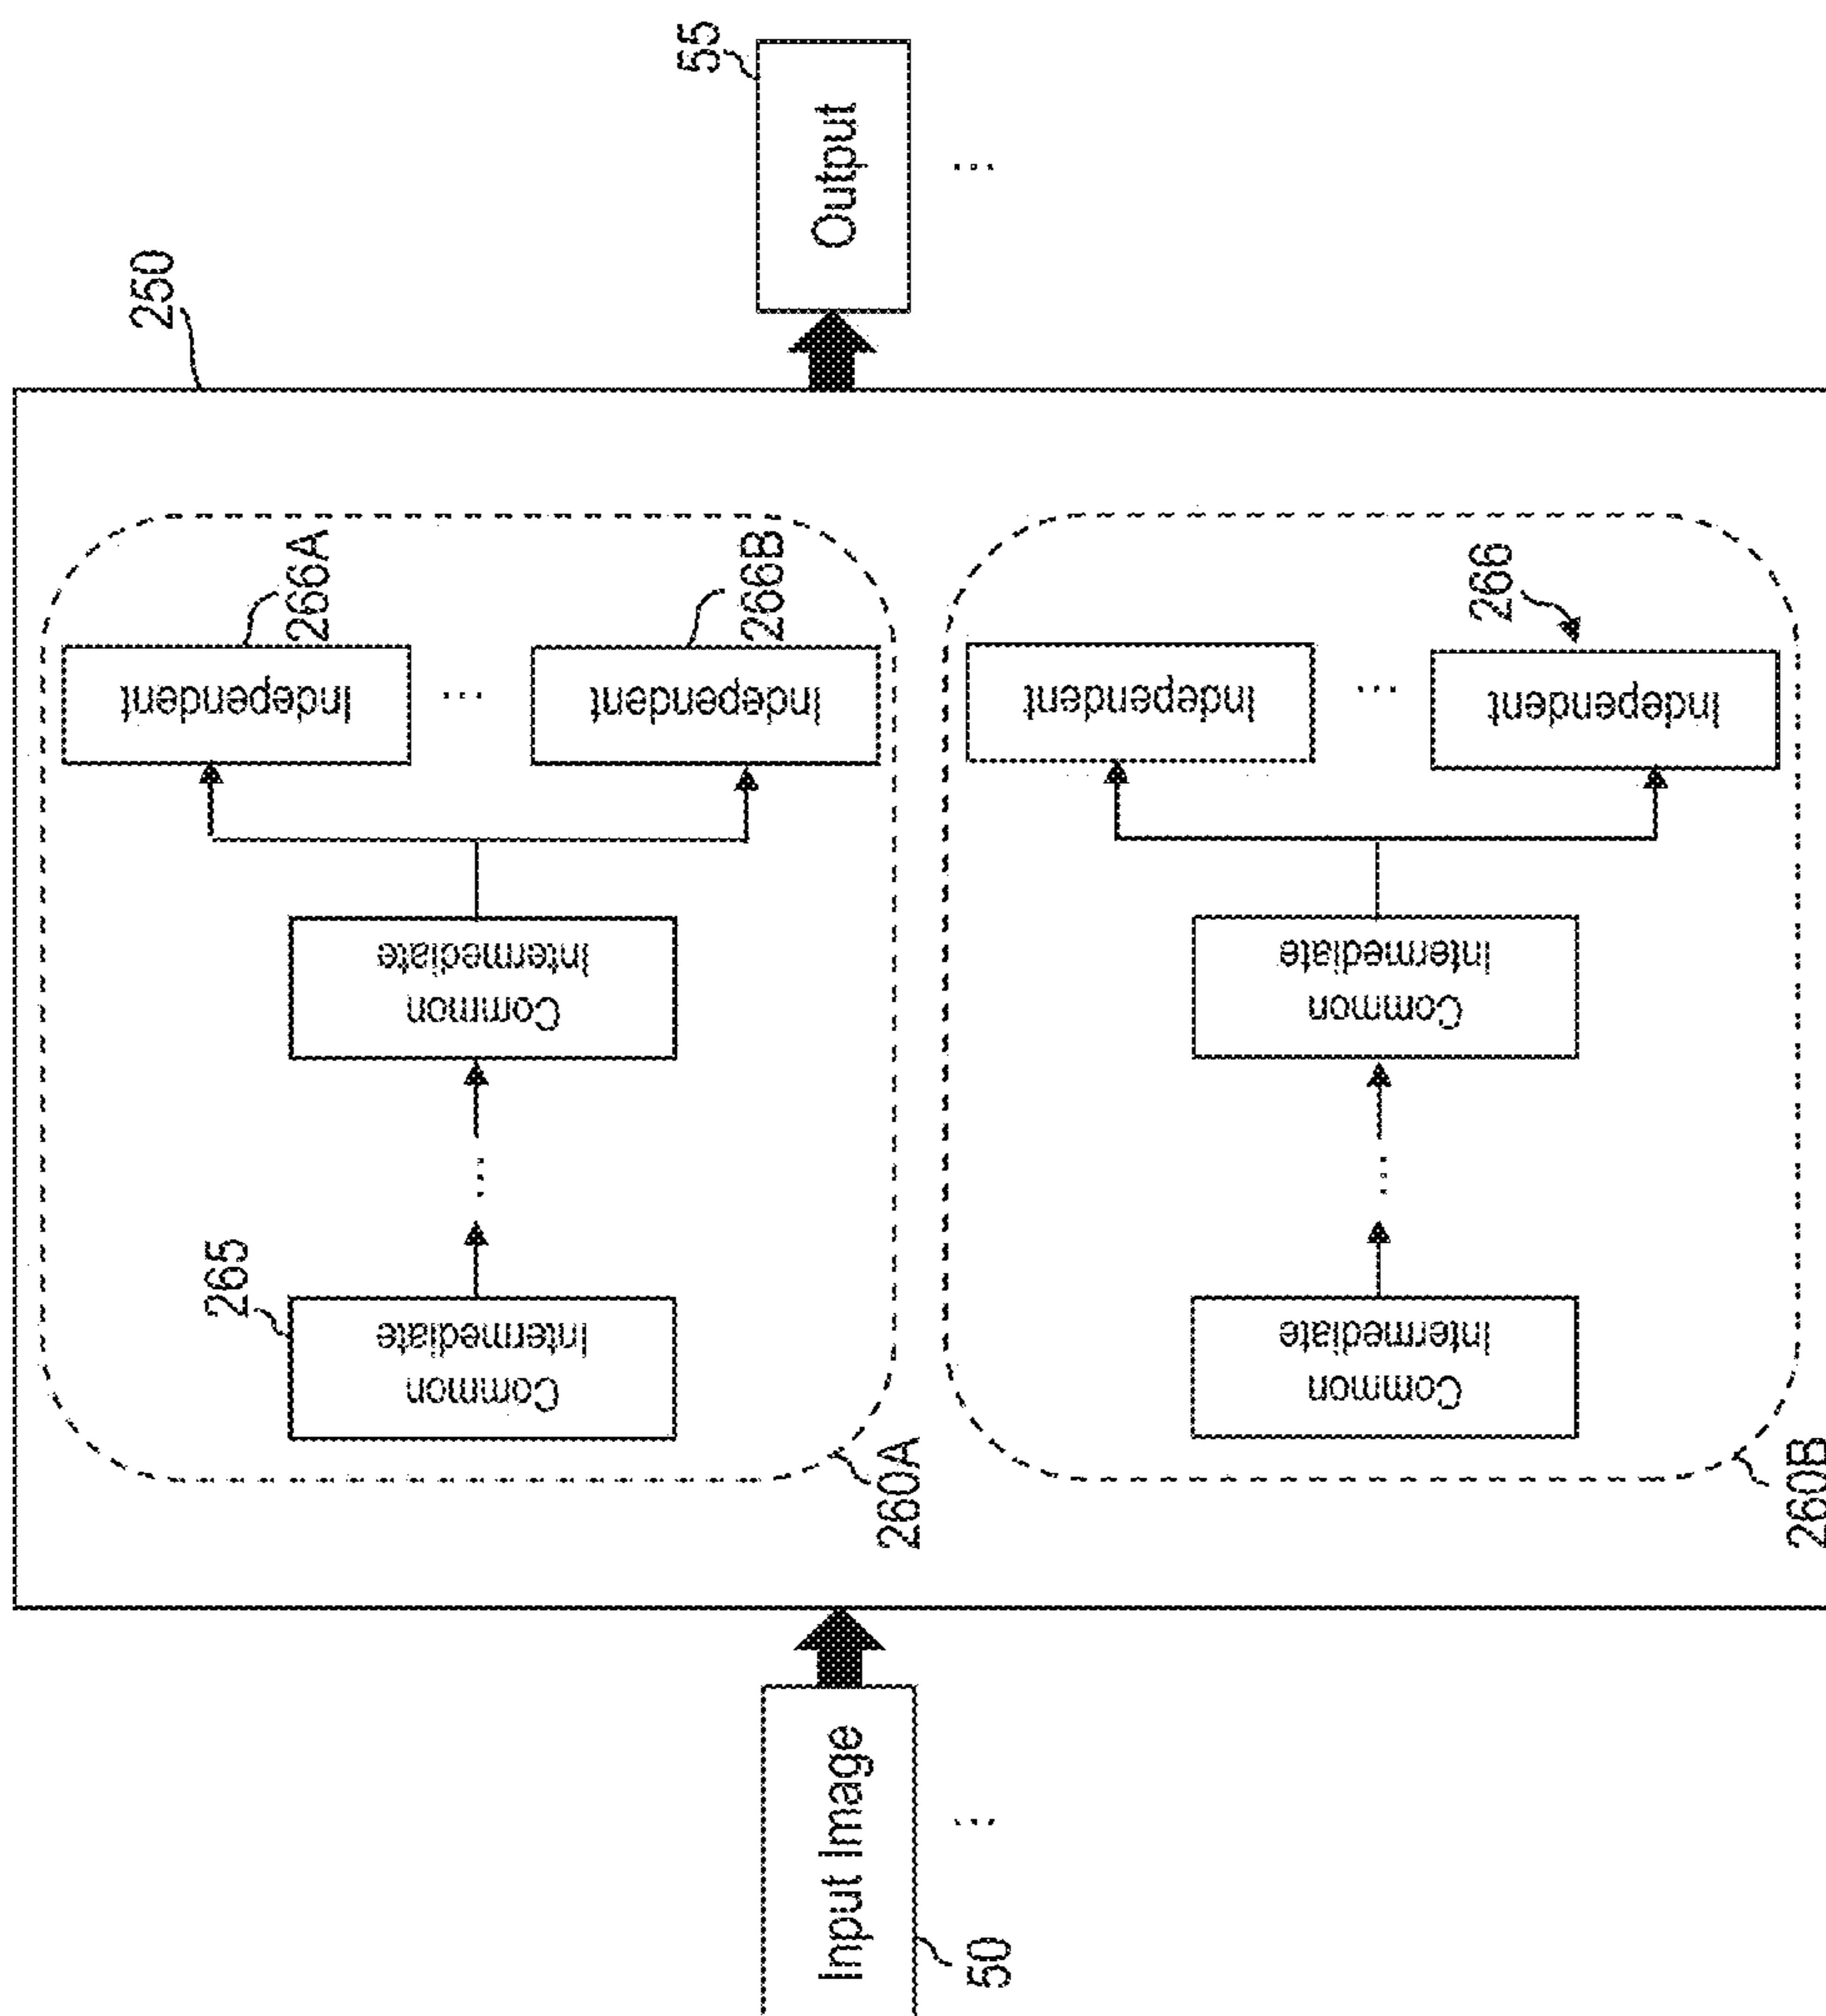 250
Input Image
50
Output
55
260A
265
Common
Intermediate
...
Common
Intermediate
Independent
266A
...
Independent
266B
260B
Common
Intermediate
...
Common
Intermediate
Independent
...
Independent
266
...
...